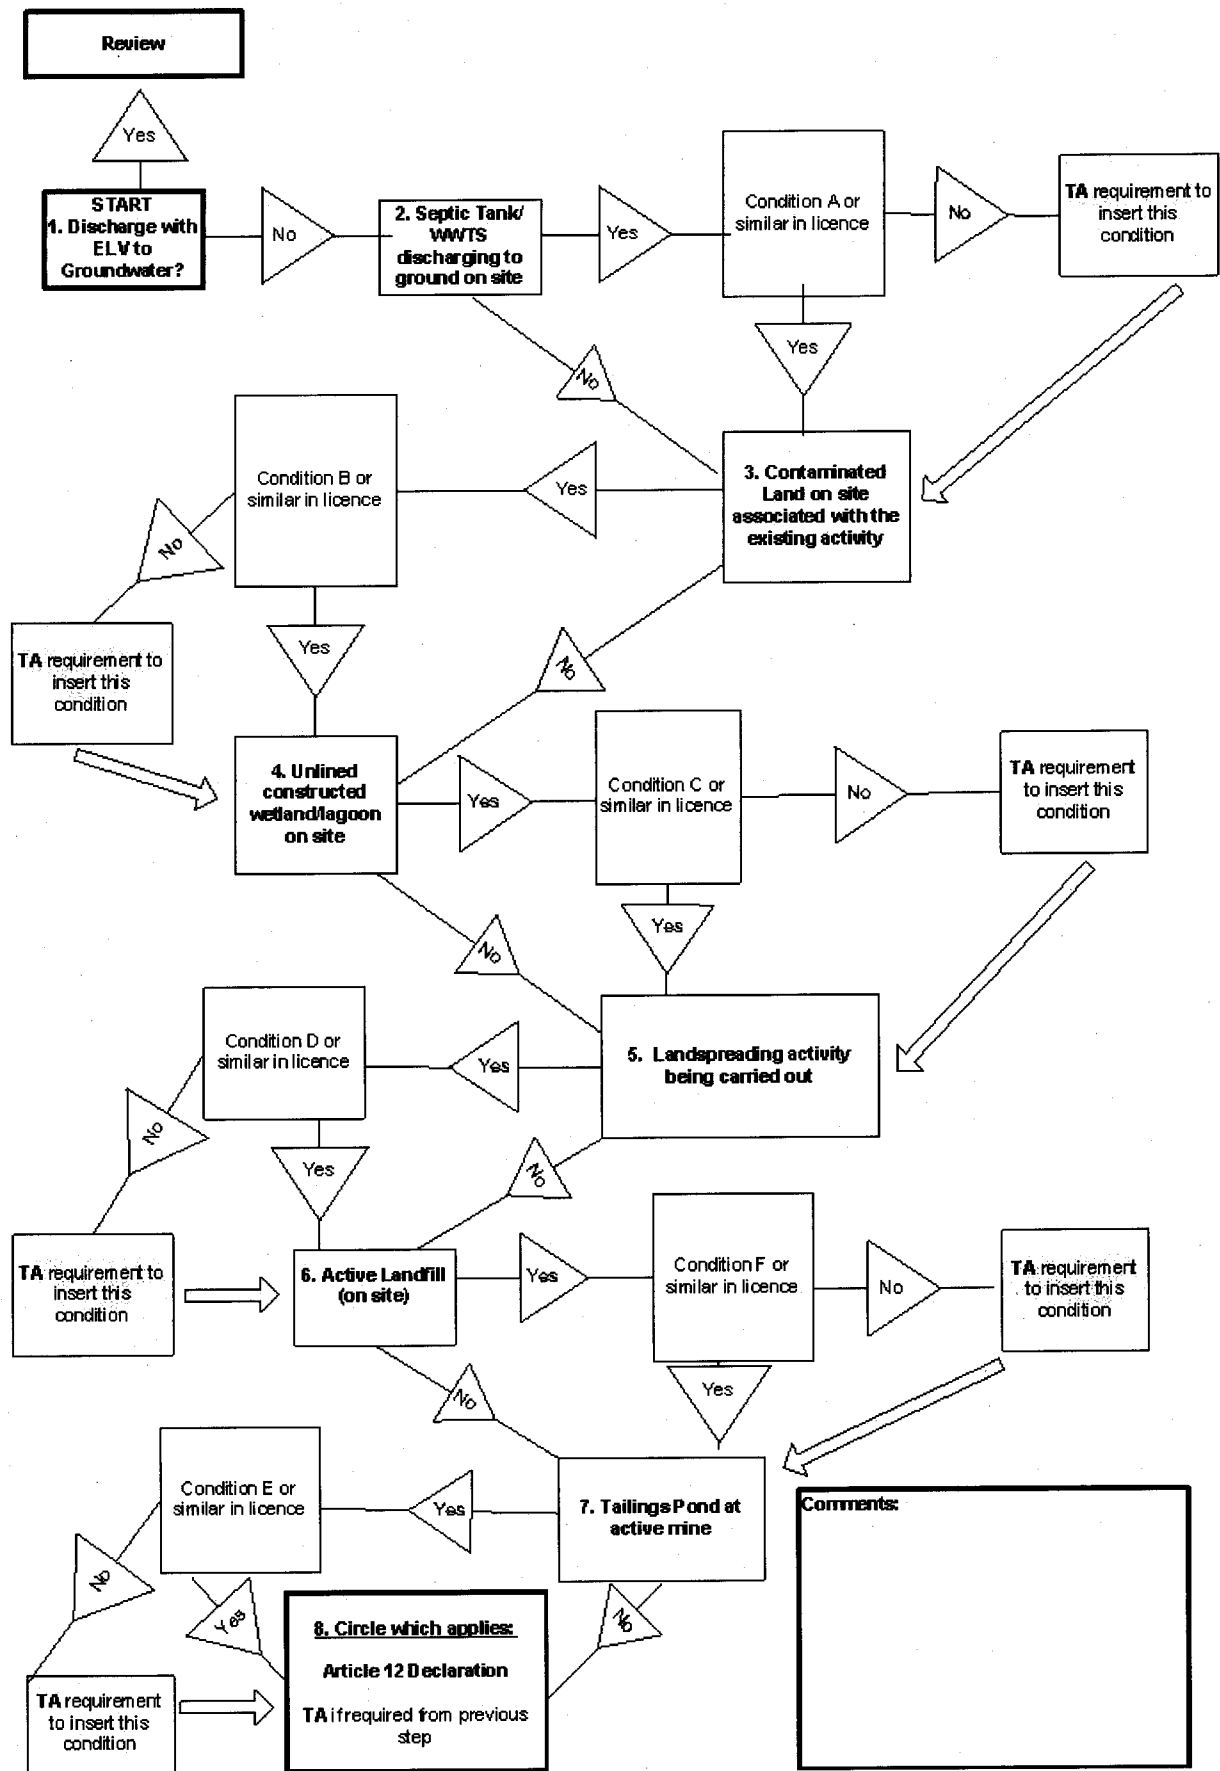 Review
Yes
START
1. Discharge with
ELV to
Groundwater?
No
2. Septic Tank/
WWTS
discharging to
ground on site
Yes
Condition A or
similar in licence
No
TA requirement to
insert this
condition
Yes
No
3. Contaminated
Land on site
associated with the
existing activity
Yes
Condition B or
similar in licence
No
TA requirement to
insert this
condition
Yes
No
4. Unlined
constructed
wetland/lagoon
on site
Yes
Condition C or
similar in licence
No
TA requirement
to insert this
condition
Yes
No
5. Landspreading activity
being carried out
Yes
Condition D or
similar in licence
No
TA requirement to
insert this
condition
Yes
No
6. Active Landfill
(on site)
Yes
Condition F or
similar in licence
No
TA requirement
to insert this
condition
Yes
No
7. Tailings Pond at
active mine
Yes
Condition E or
similar in licence
No
TA requirement
to insert this
condition
Yes
No
8. Circle which applies:
Article 12 Declaration
TA if required from previous
step
Comments: